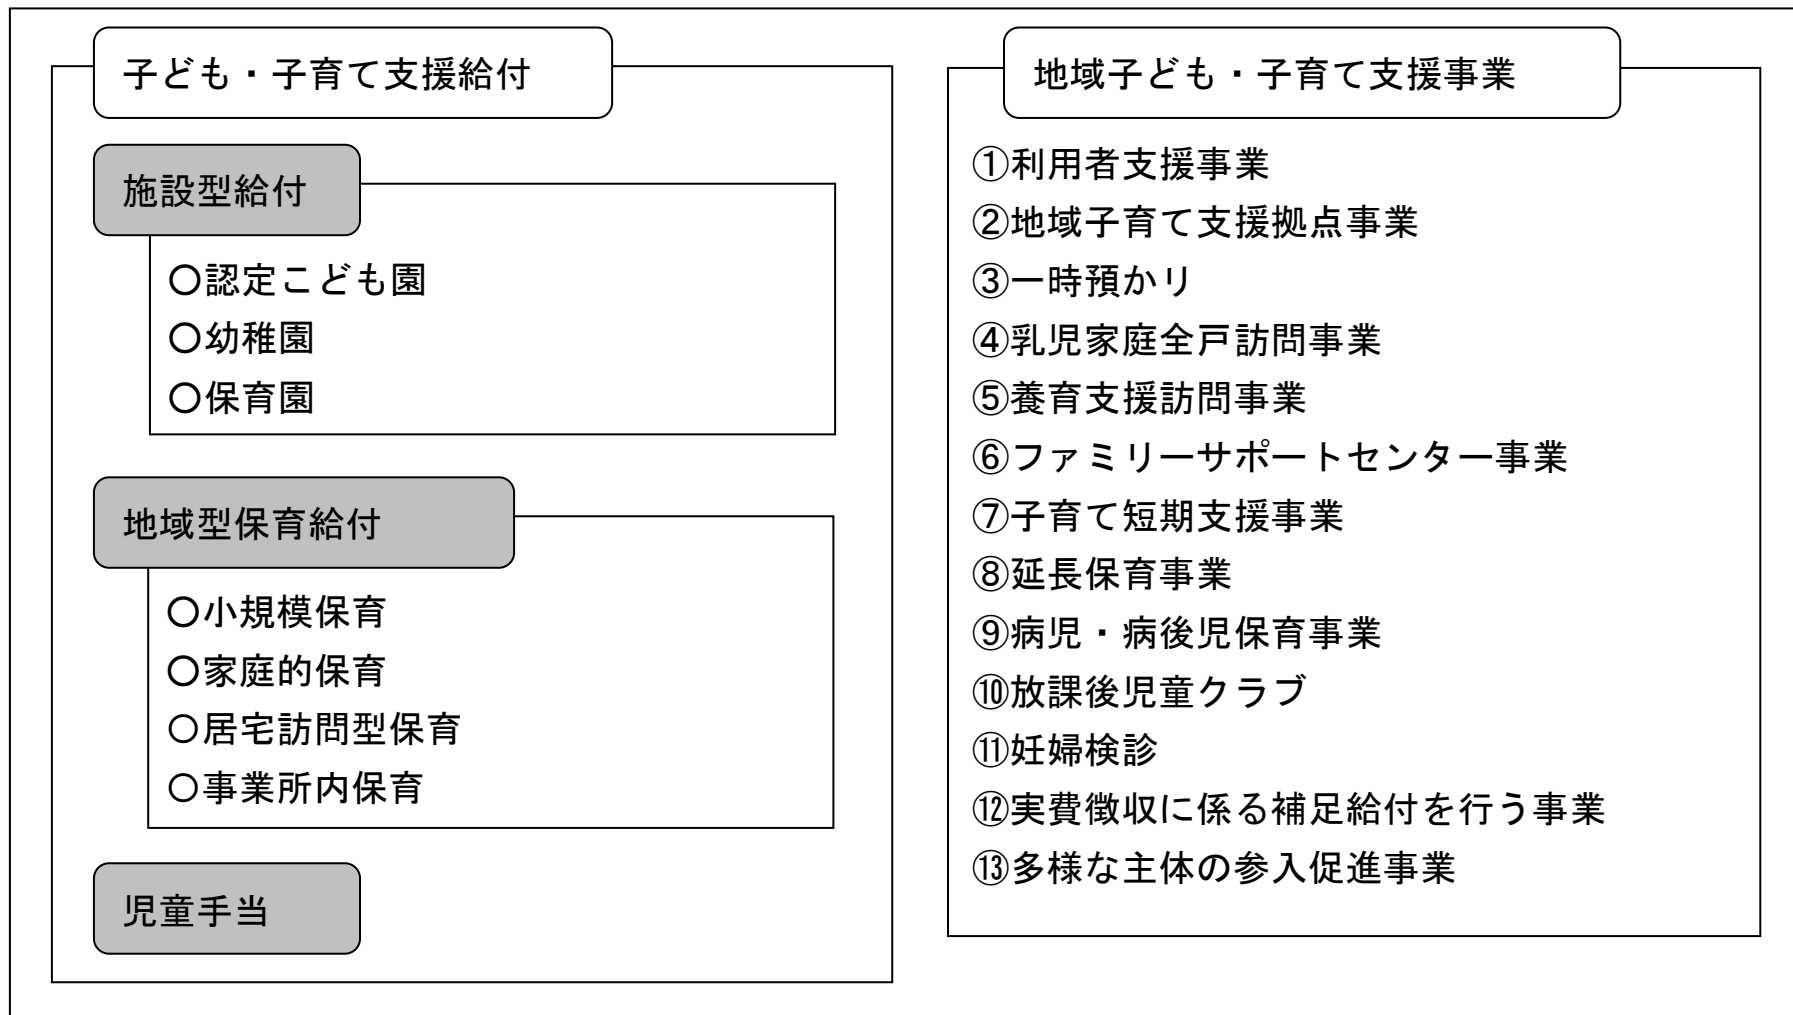 子ども・子育て支援給付
施設型給付
〇認定こども園
〇幼稚園
〇保育園
地域型保育給付
〇小規模保育
〇家庭的保育
〇居宅訪問型保育
〇事業所内保育
児童手当
地域子ども・子育て支援事業
①利用者支援事業
②地域子育て支援拠点事業
③一時預かり
④乳児家庭全戸訪問事業
⑤養育支援訪問事業
⑥ファミリーサポートセンター事業
⑦子育て短期支援事業
⑧延長保育事業
⑨病児・病後児保育事業
⑩放課後児童クラブ
⑪妊婦検診
⑫実費徴収に係る補足給付を行う事業
⑬多様な主体の参入促進事業